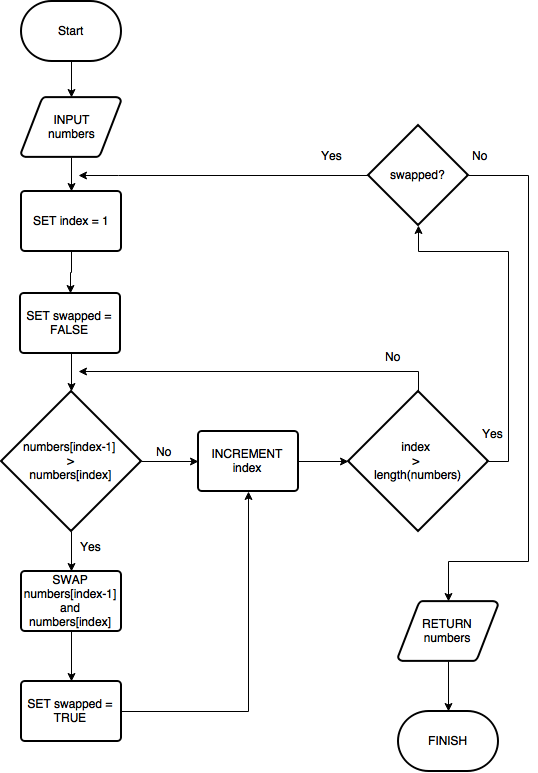 Start
INPUT
numbers
SET index = 1
SET swapped =
FALSE
numbers[index-1]
>
numbers[index]
No
Yes
SWAP
numbers[index-1]
and
numbers[index]
SET swapped =
TRUE
INCREMENT
index
index
>
length(numbers)
No
Yes
swapped?
Yes
No
RETURN
numbers
FINISH